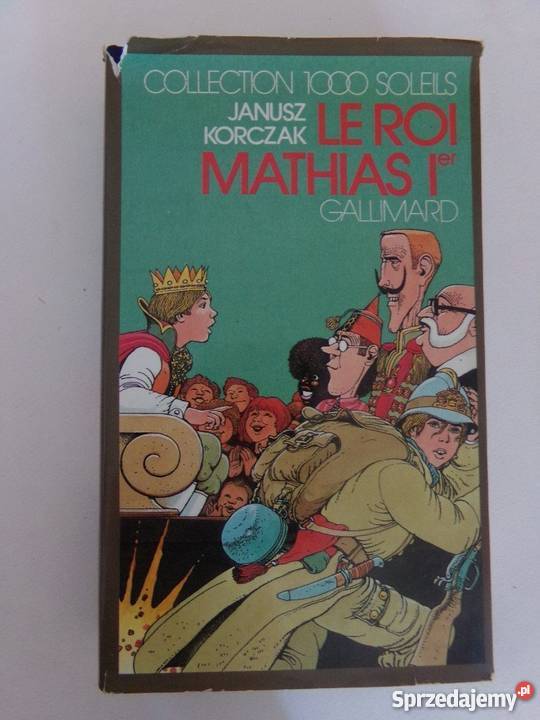 COLLECTION 1000 SOLEILS
JANUSZ
KORCZAK
LE ROI
MATHIAS Ier
GALLIMARD
Sprzedajemy.pl